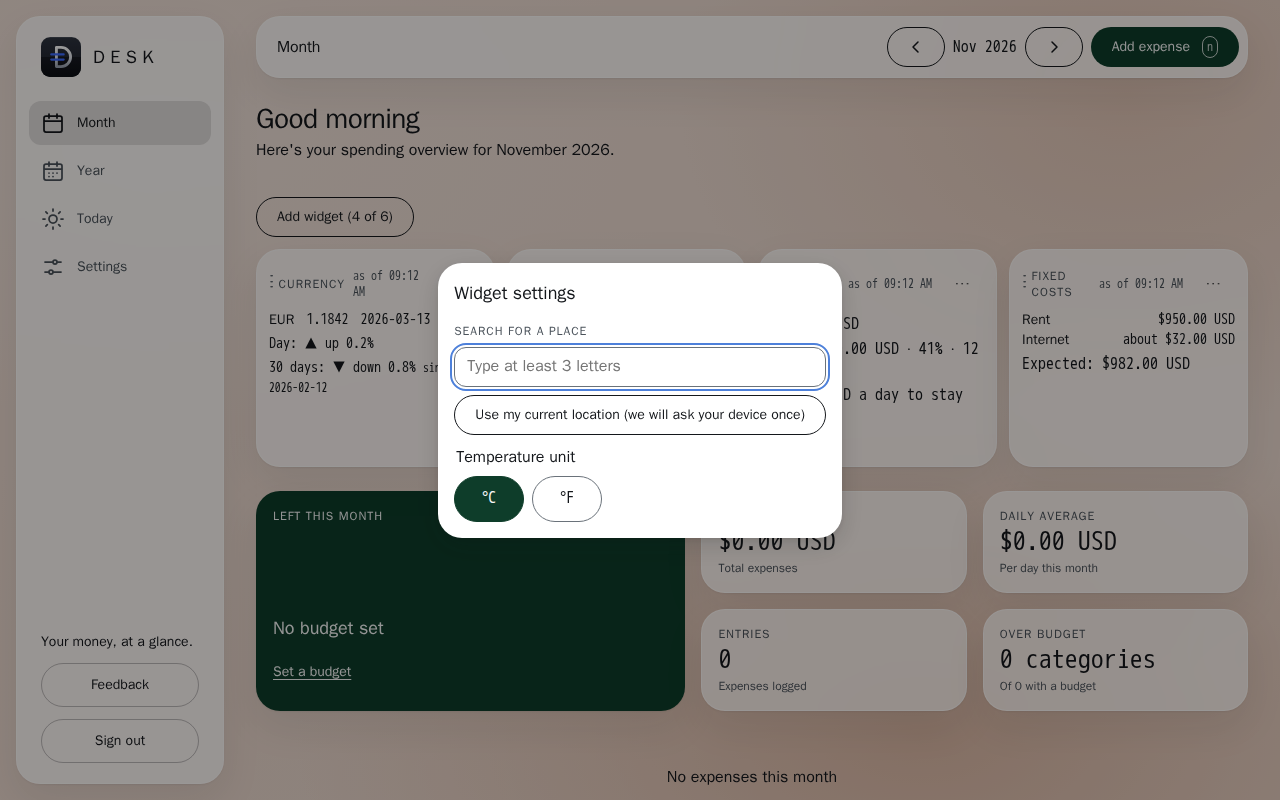 DESK
Month
Year
Today
Settings
Your money, at a glance.
Feedback
Sign out
Month
Nov 2026
Add expense n
Good morning
Here's your spending overview for November 2026.
Add widget (4 of 6)
CURRENCY as of 09:12 AM
EUR 1.1842 2026-03-13
Day: ▲ up 0.2%
30 days: ▼ down 0.8%
2026-02-12
Widget settings
SEARCH FOR A PLACE
Type at least 3 letters
Use my current location (we will ask your device once)
Temperature unit
°C °F
as of 09:12 AM ···
.00 USD · 41% · 12
a day to stay
FIXED COSTS as of 09:12 AM ···
Rent $950.00 USD
Internet about $32.00 USD
Expected: $982.00 USD
LEFT THIS MONTH
No budget set
Set a budget
$0.00 USD
Total expenses
DAILY AVERAGE
$0.00 USD
Per day this month
ENTRIES
0
Expenses logged
OVER BUDGET
0 categories
Of 0 with a budget
No expenses this month